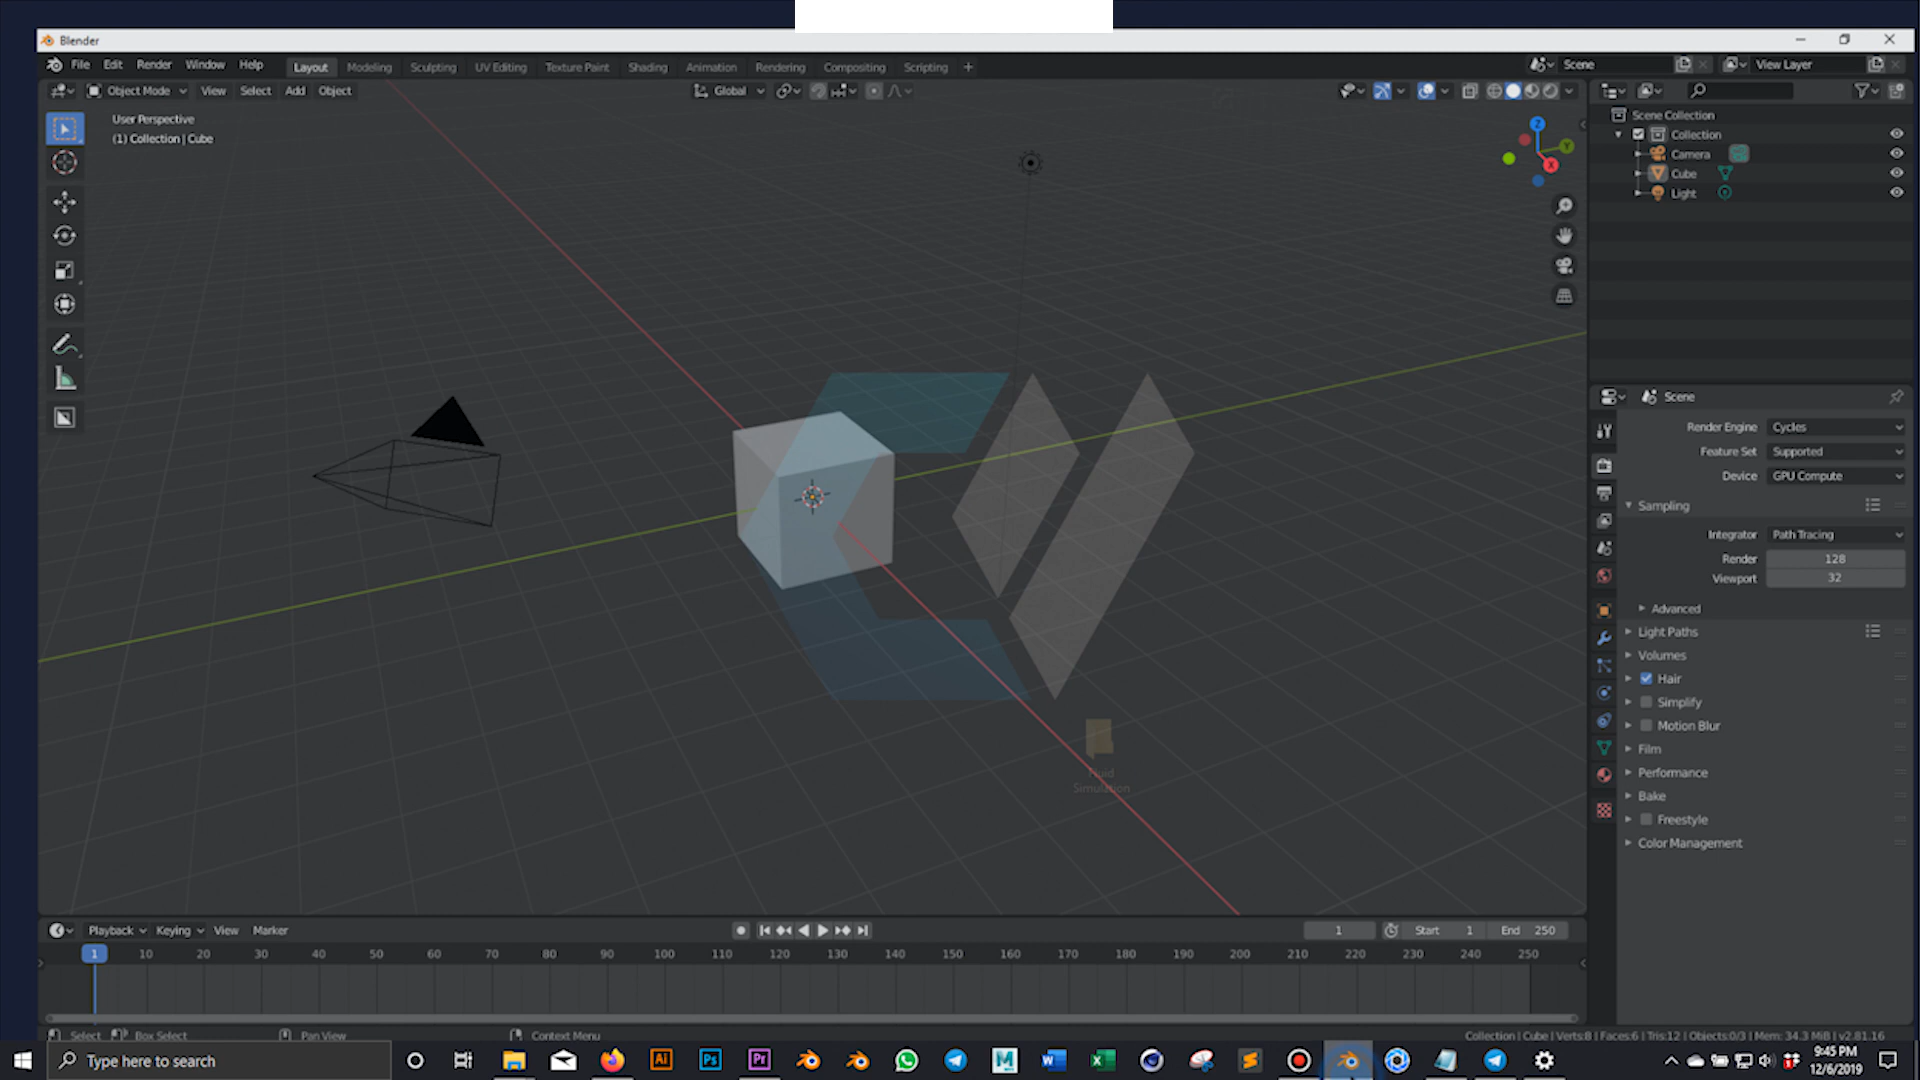 Blender
File Edit Render Window Help Layout Modeling Sculpting UV Editing Texture Paint Shading Animation Rendering Compositing Scripting + Scene View Layer
Object Mode View Select Add Object Global
User Perspective
(1) Collection | Cube
Z
Y
X
Scene Collection
Collection
Camera
Cube
Light
Scene
Render Engine Cycles
Feature Set Supported
Device GPU Compute
Sampling
Integrator Path Tracing
Render 128
Viewport 32
Advanced
Light Paths
Volumes
Hair
Simplify
Motion Blur
Film
Performance
Bake
Freestyle
Color Management
Fluid
Simulation
Playback Keying View Marker 1 Start 1 End 250
1 10 20 30 40 50 60 70 80 90 100 110 120 130 140 150 160 170 180 190 200 210 220 230 240 250
Select Box Select Pan View Context Menu Collection | Cube | Verts:8 | Faces:6 | Tris:12 | Objects:0/3 | Mem: 34.3 MiB | v2.81.16
Type here to search Ai Ps Pr M W X S 9:45 PM
12/6/2019